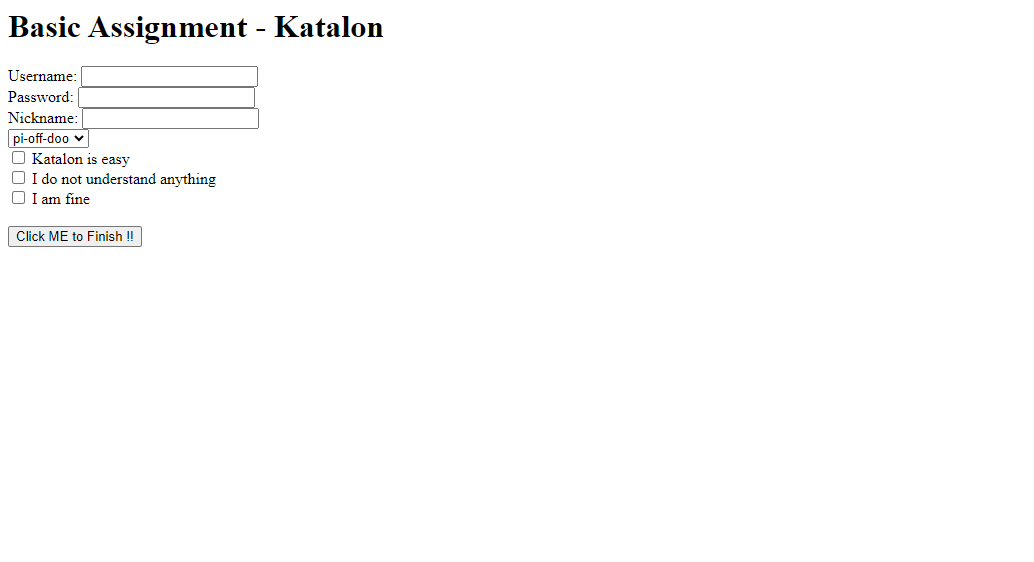 Basic Assignment - Katalon
Username:
Password:
Nickname:
pi-off-doo
Katalon is easy
I do not understand anything
I am fine
Click ME to Finish !!